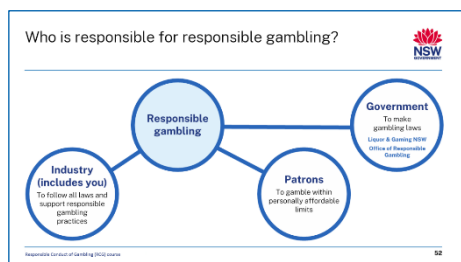 Who is responsible for responsible gambling?
NSW
GOVERNMENT
Responsible
gambling
Government
To make
gambling laws
Liquor & Gaming NSW
Office of Responsible
Gambling
Industry
(includes you)
To follow all laws and
support responsible
gambling
practices
Patrons
To gamble within
personally affordable
limits
Responsible Conduct of Gambling (RCG) course
52